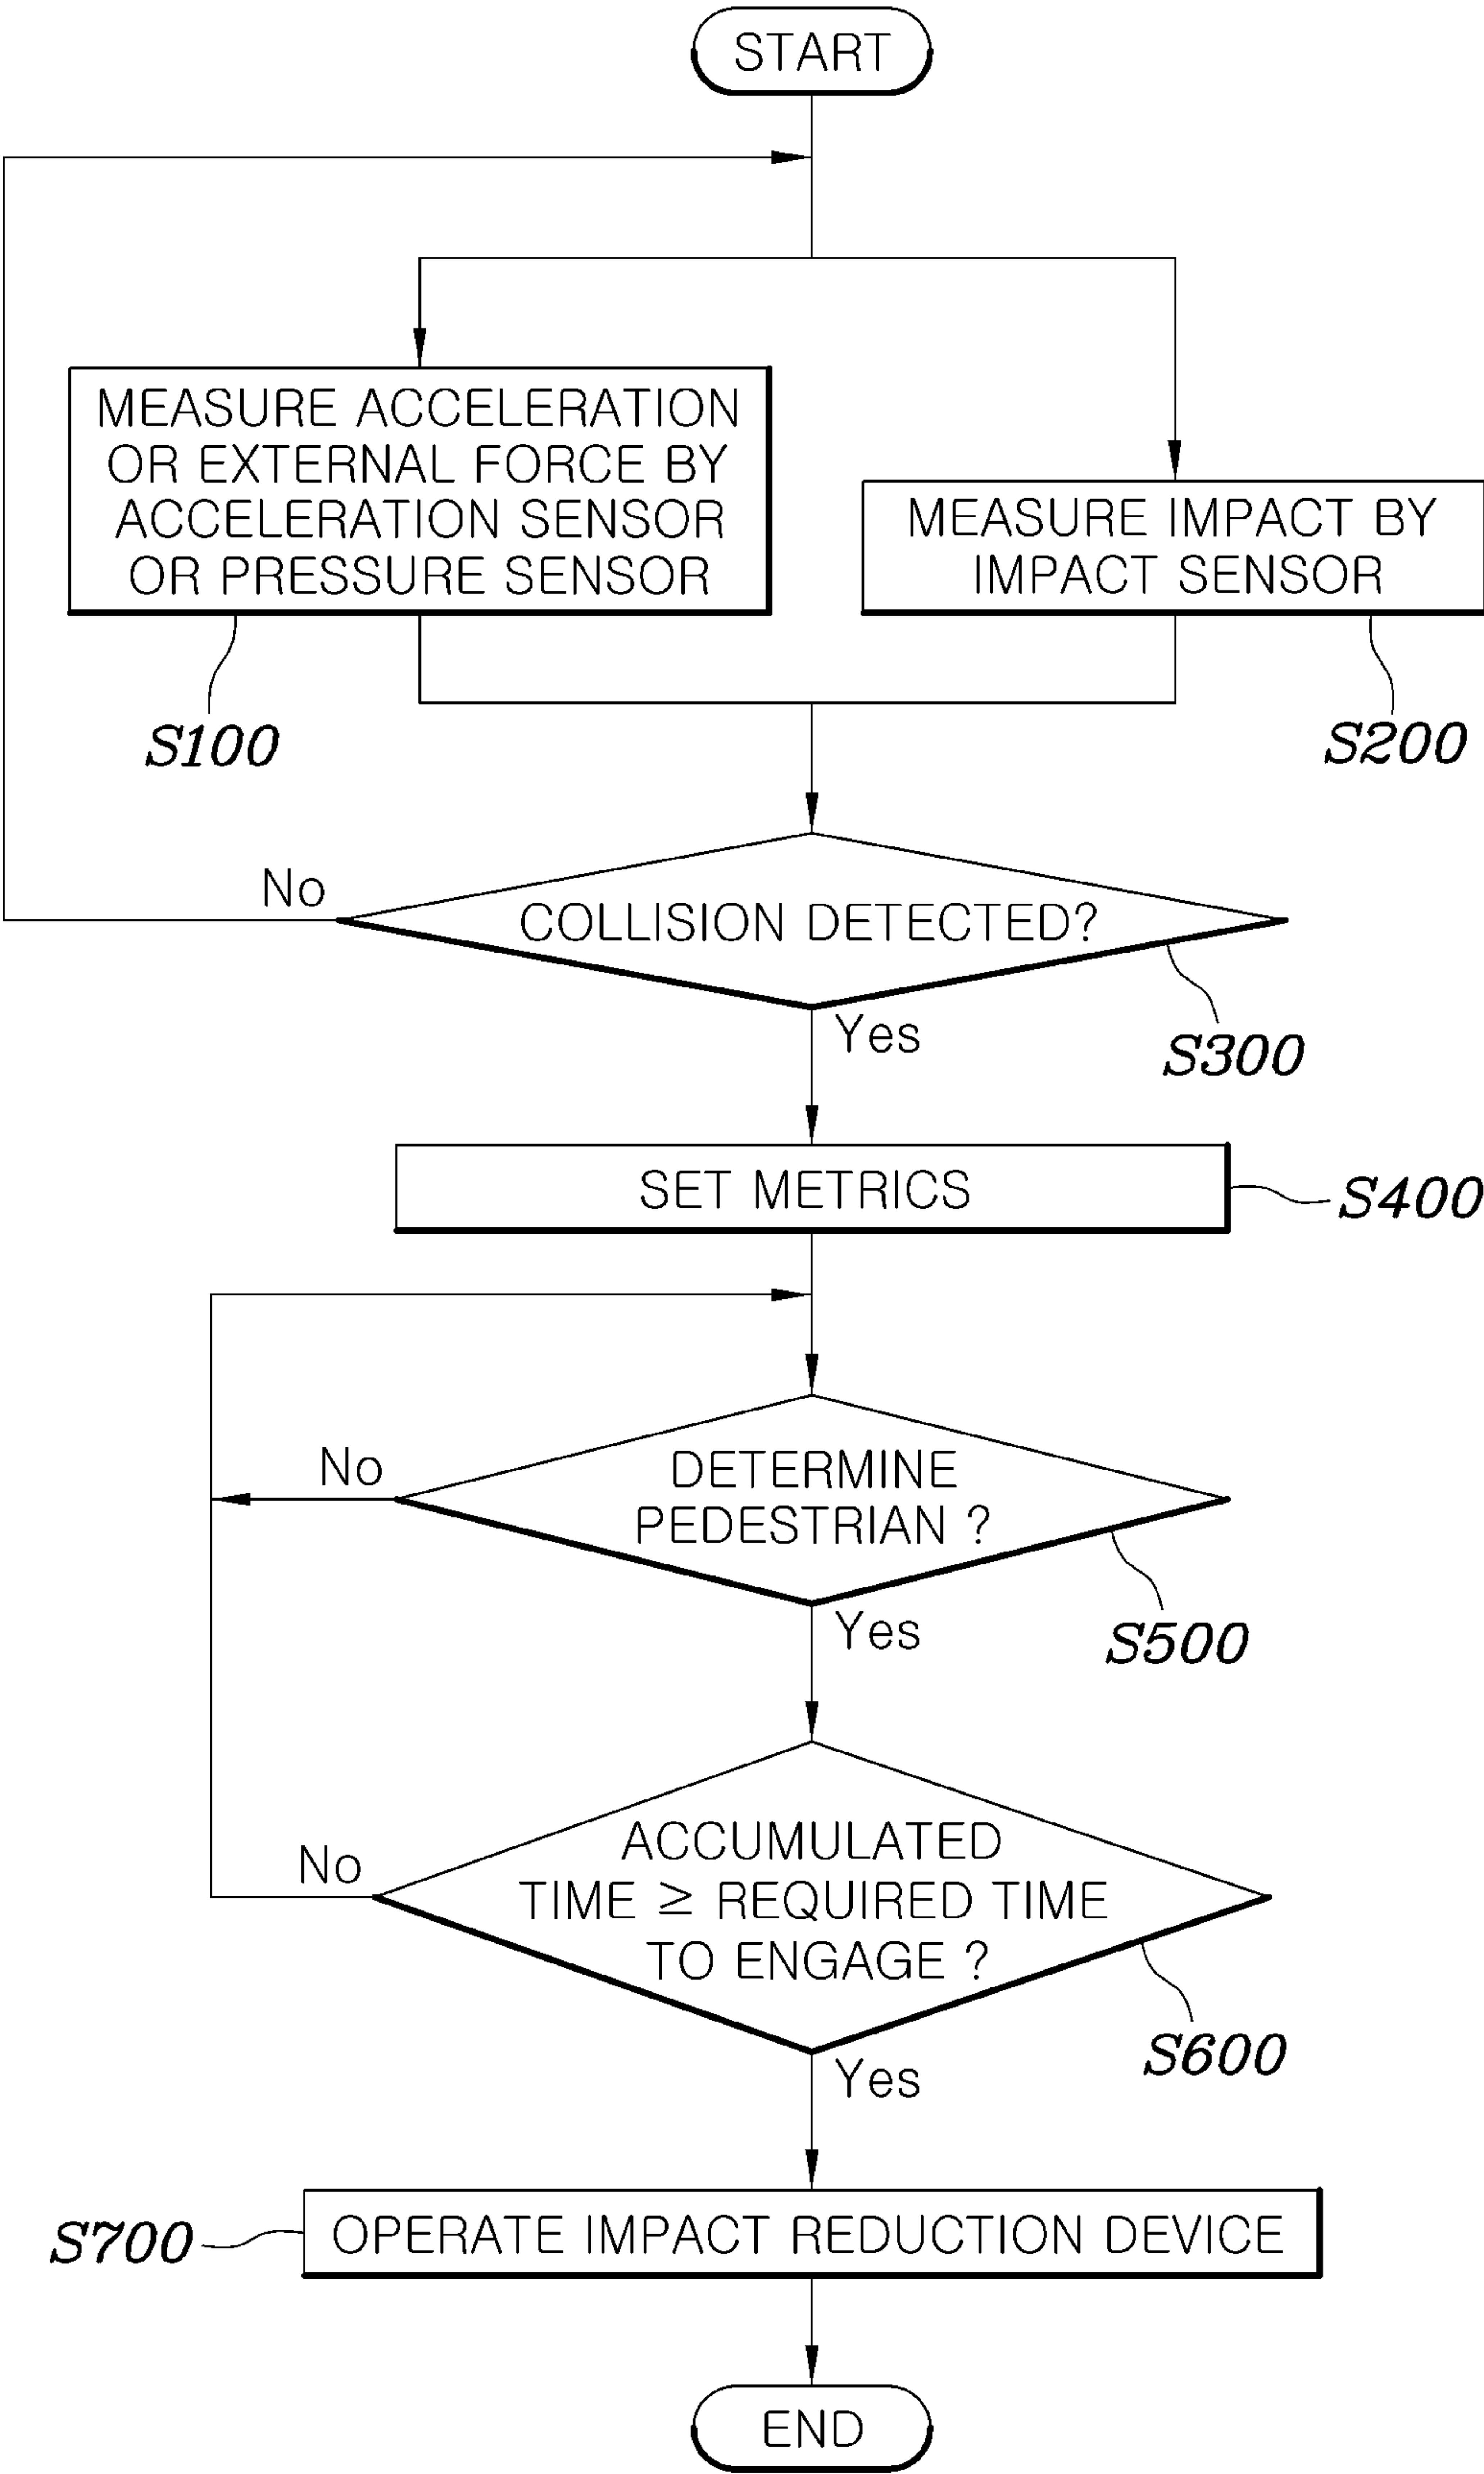 START
MEASURE ACCELERATION
OR EXTERNAL FORCE BY
ACCELERATION SENSOR
OR PRESSURE SENSOR
MEASURE IMPACT BY
IMPACT SENSOR
S100
S200
No
COLLISION DETECTED?
Yes
S300
SET METRICS
S400
No
DETERMINE
PEDESTRIAN ?
Yes
S500
No
ACCUMULATED
TIME ≥ REQUIRED TIME
TO ENGAGE ?
Yes
S600
S700
OPERATE IMPACT REDUCTION DEVICE
END